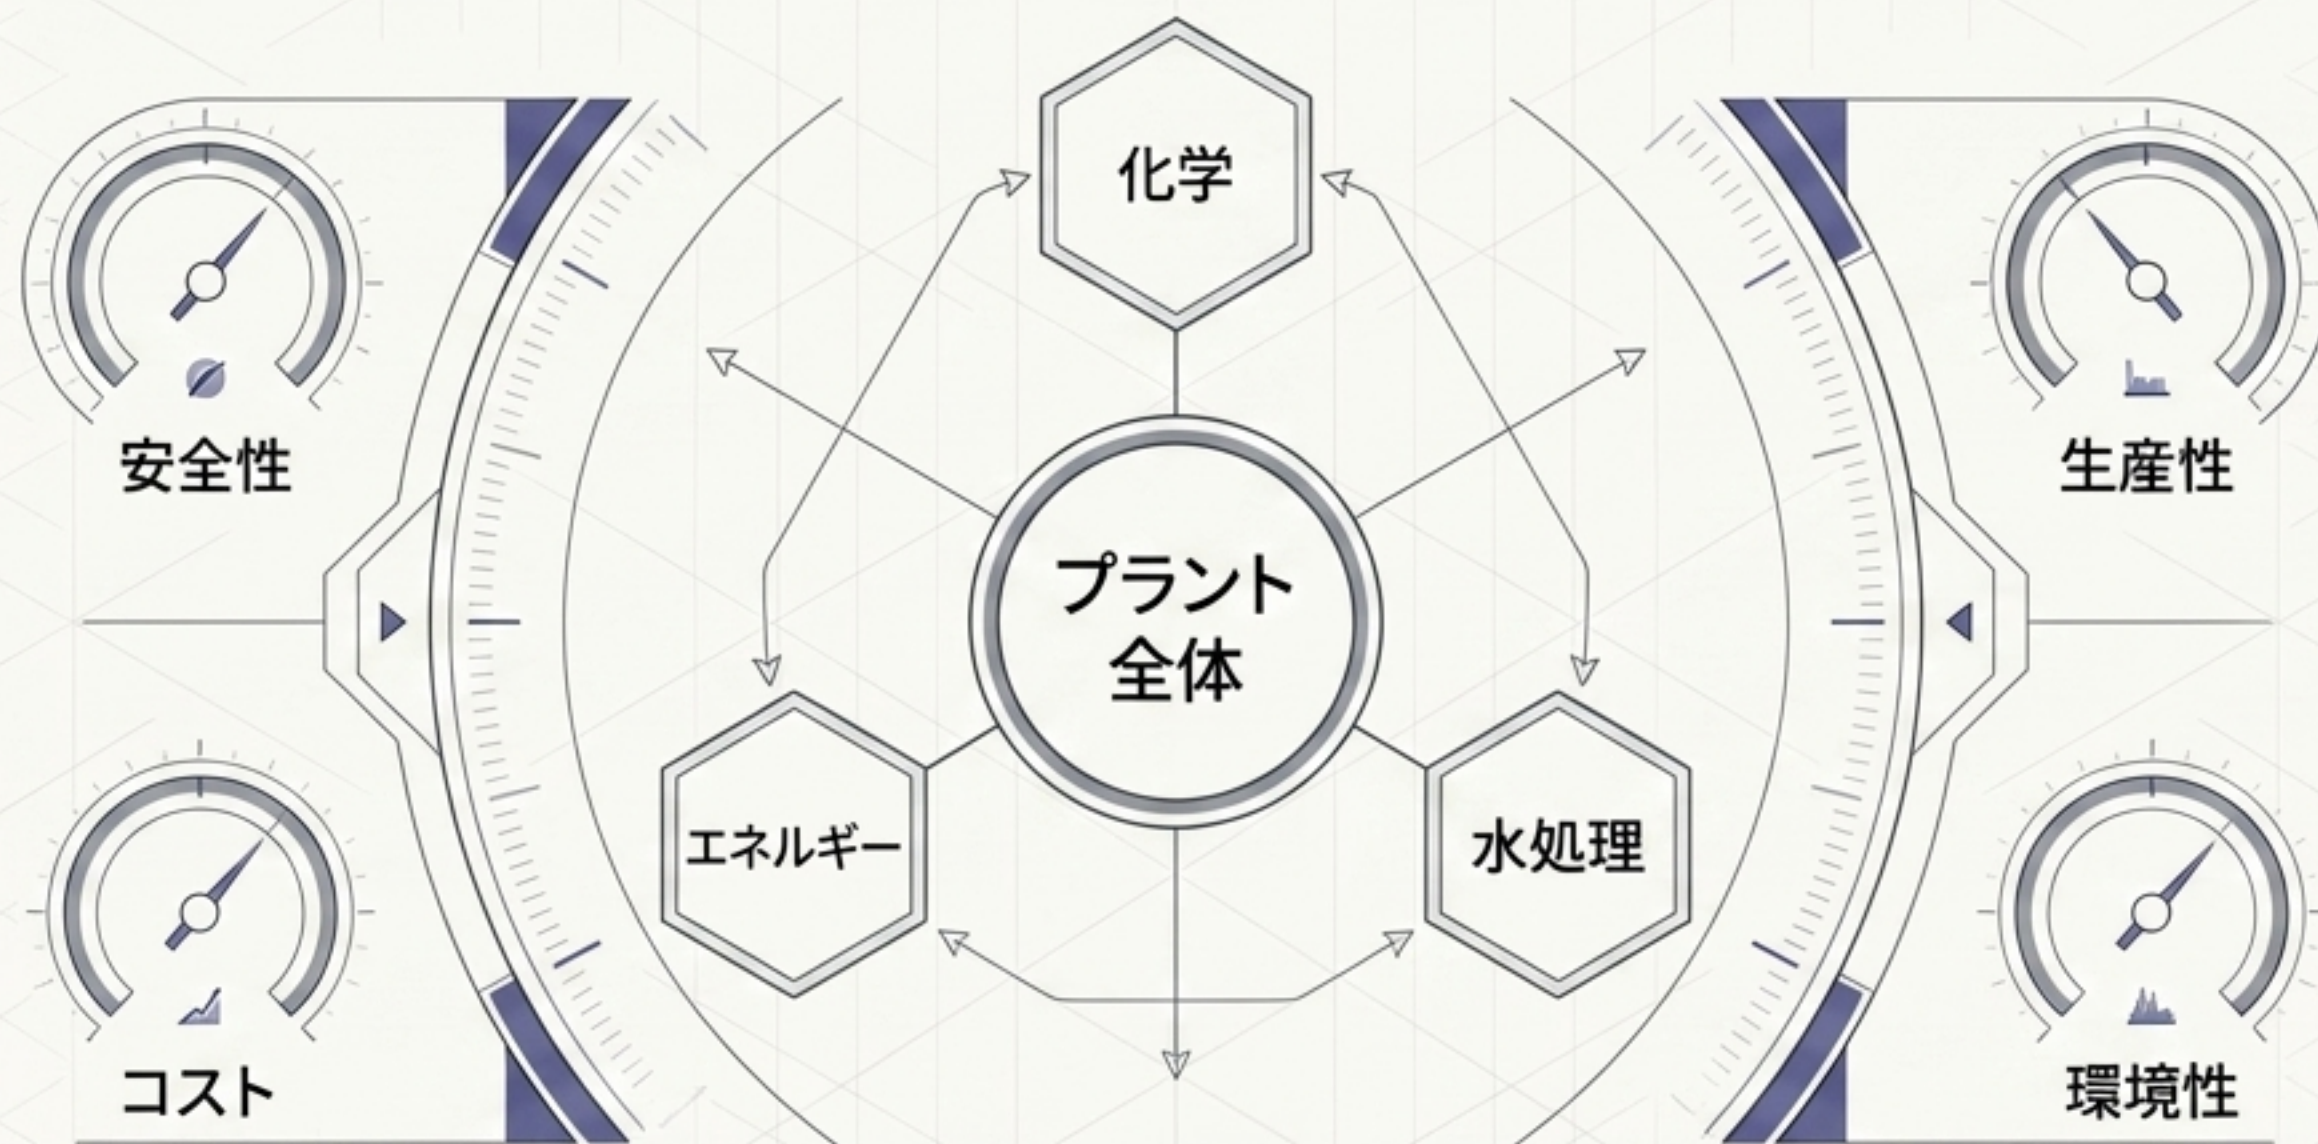 化学
安全性
生産性
プラント
全体
エネルギー
水処理
コスト
環境性